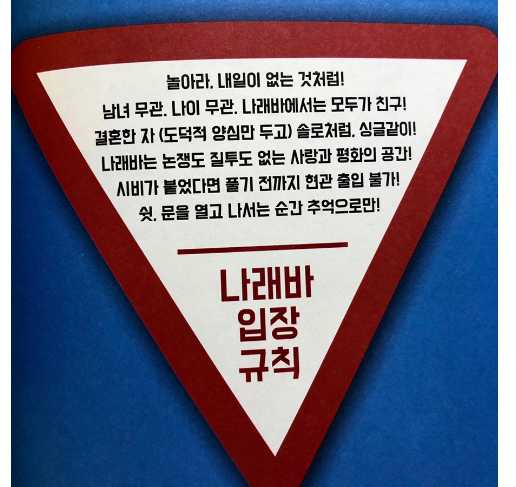 놀아라, 내일이 없는 것처럼!
남녀 무관, 나이 무관, 나래바에서는 모두가 친구!
결혼한 자 (도덕적 양심만 두고) 솔로처럼, 싱글같이!
나래바는 논쟁도 질투도 없는 사랑과 평화의 공간!
시비가 붙었다면 풀기 전까지 현관 출입 불가!
쉿, 문을 열고 나서는 순간 추억으로만!
나래바
입장
규칙